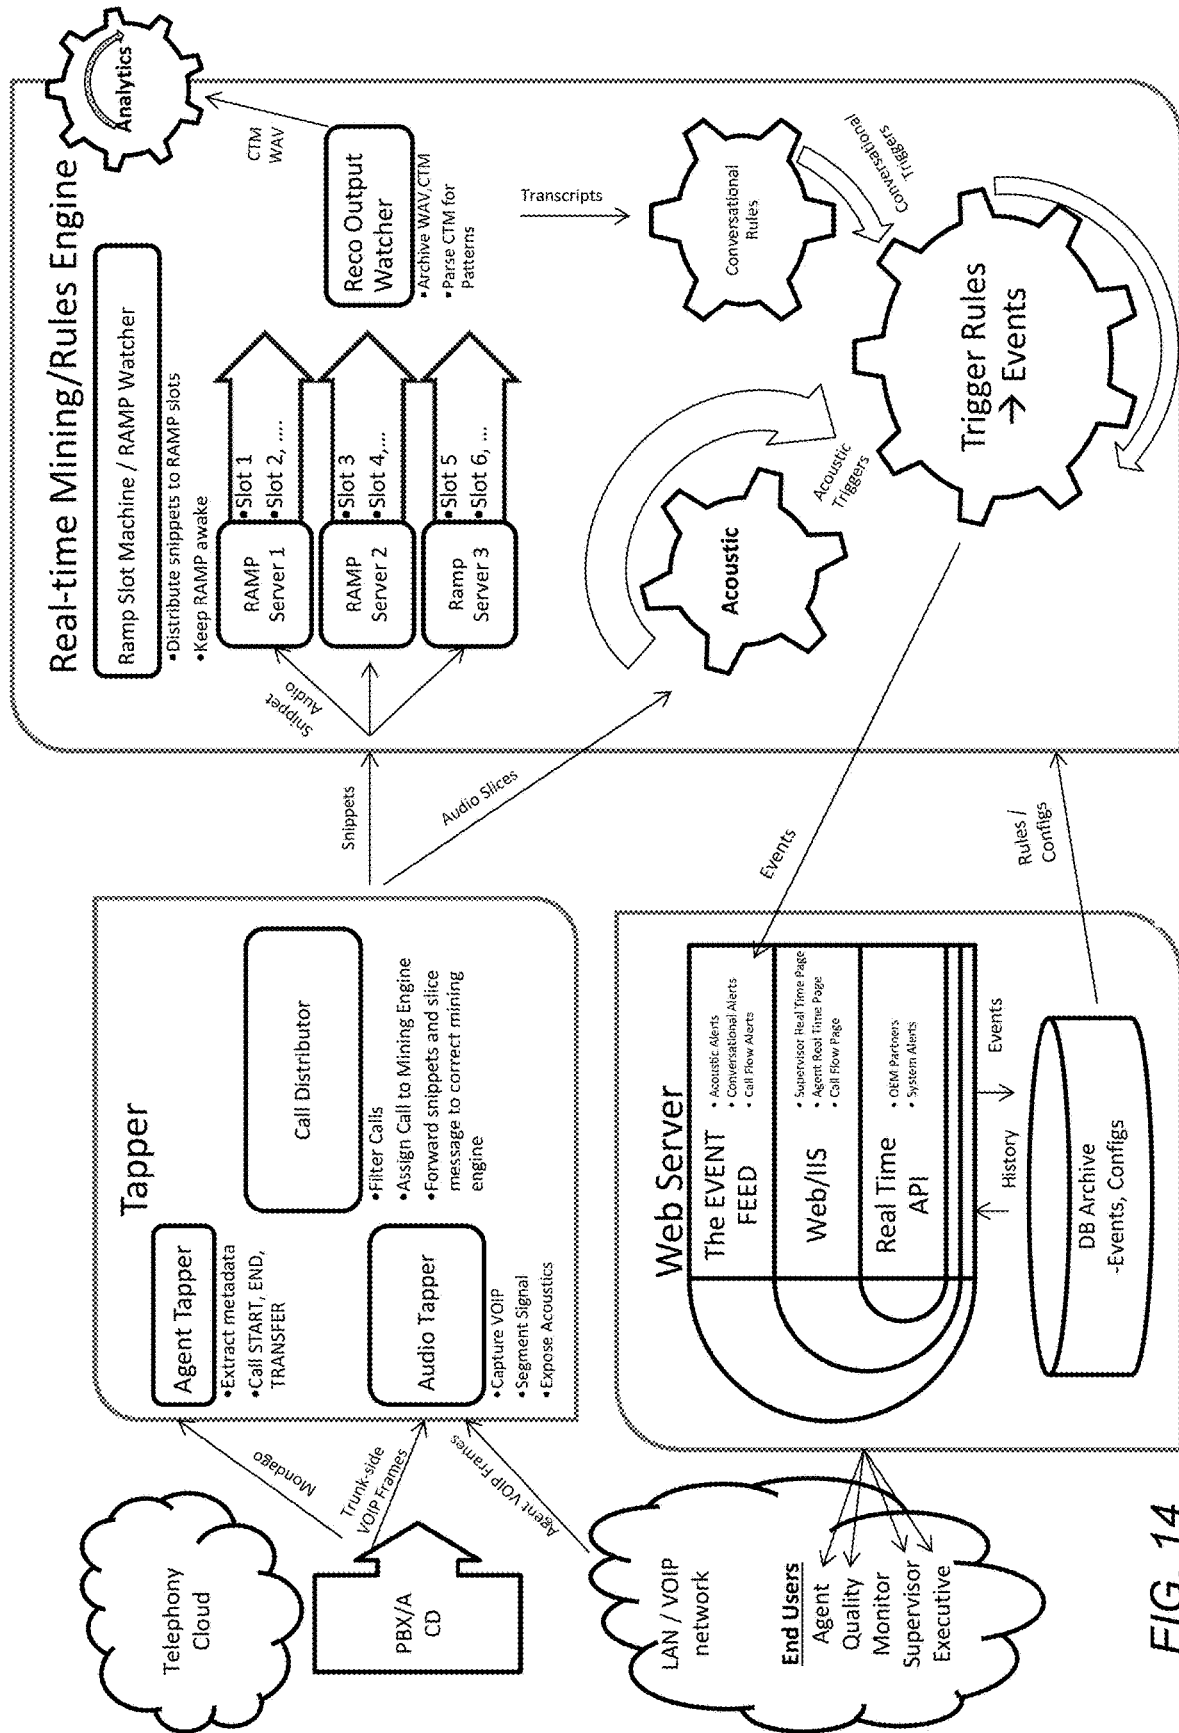 Telephony
Cloud
PBX/A
CD
LAN / VOIP
network
End Users
Agent
Quality
Monitor
Supervisor
Executive
Mondago
Trunk-side
VOIP Frames
Agent VOIP Frames
Tapper
Agent Tapper
•Extract metadata
•Call START, END,
TRANSFER
Audio Tapper
•Capture VOIP
•Segment Signal
•Expose Acoustics
Call Distributor
•Filter Calls
•Assign Call to Mining Engine
•Forward snippets and slice
message to correct mining
engine
Snippets
Audio Slices
Web Server
The EVENT
FEED
• Acoustic Alerts
• Conversational Alerts
• Call Flow Alerts
Web/IIS
• Supervisor Real Time Page
• Agent Real Time Page
• Call Flow Page
Real Time
API
• OEM Partners
• System Alerts
History
Events
DB Archive
-Events, Configs
Events
Rules /
Configs
Real-time Mining/Rules Engine
Ramp Slot Machine / RAMP Watcher
•Distribute snippets to RAMP slots
•Keep RAMP awake
Snippet
Audio
RAMP
Server 1
•Slot 1
•Slot 2, ....
RAMP
Server 2
•Slot 3
•Slot 4,...
Ramp
Server 3
•Slot 5
•Slot 6, ...
Reco Output
Watcher
•Archive WAV,CTM
•Parse CTM for
Patterns
CTM
WAV
Analytics
Transcripts
Conversational
Rules
Conversational
Triggers
Acoustic
Acoustic
Triggers
Trigger Rules
→ Events
FIG. 14